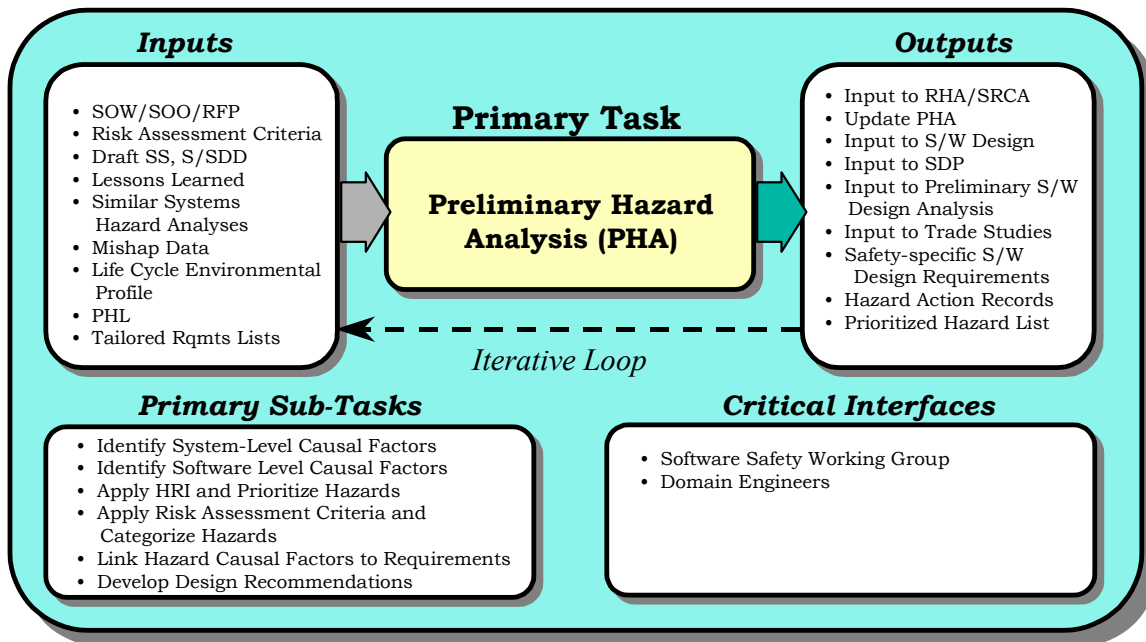 Inputs
• SOW/SOO/RFP
• Risk Assessment Criteria
• Draft SS, S/SDD
• Lessons Learned
• Similar Systems
Hazard Analyses
• Mishap Data
• Life Cycle Environmental
Profile
• PHL
• Tailored Rqmts Lists
Primary Task
Preliminary Hazard
Analysis (PHA)
Outputs
• Input to RHA/SRCA
• Update PHA
• Input to S/W Design
• Input to SDP
• Input to Preliminary S/W
Design Analysis
• Input to Trade Studies
• Safety-specific S/W
Design Requirements
• Hazard Action Records
• Prioritized Hazard List
Iterative Loop
Primary Sub-Tasks
• Identify System-Level Causal Factors
• Identify Software Level Causal Factors
• Apply HRI and Prioritize Hazards
• Apply Risk Assessment Criteria and
Categorize Hazards
• Link Hazard Causal Factors to Requirements
• Develop Design Recommendations
Critical Interfaces
• Software Safety Working Group
• Domain Engineers